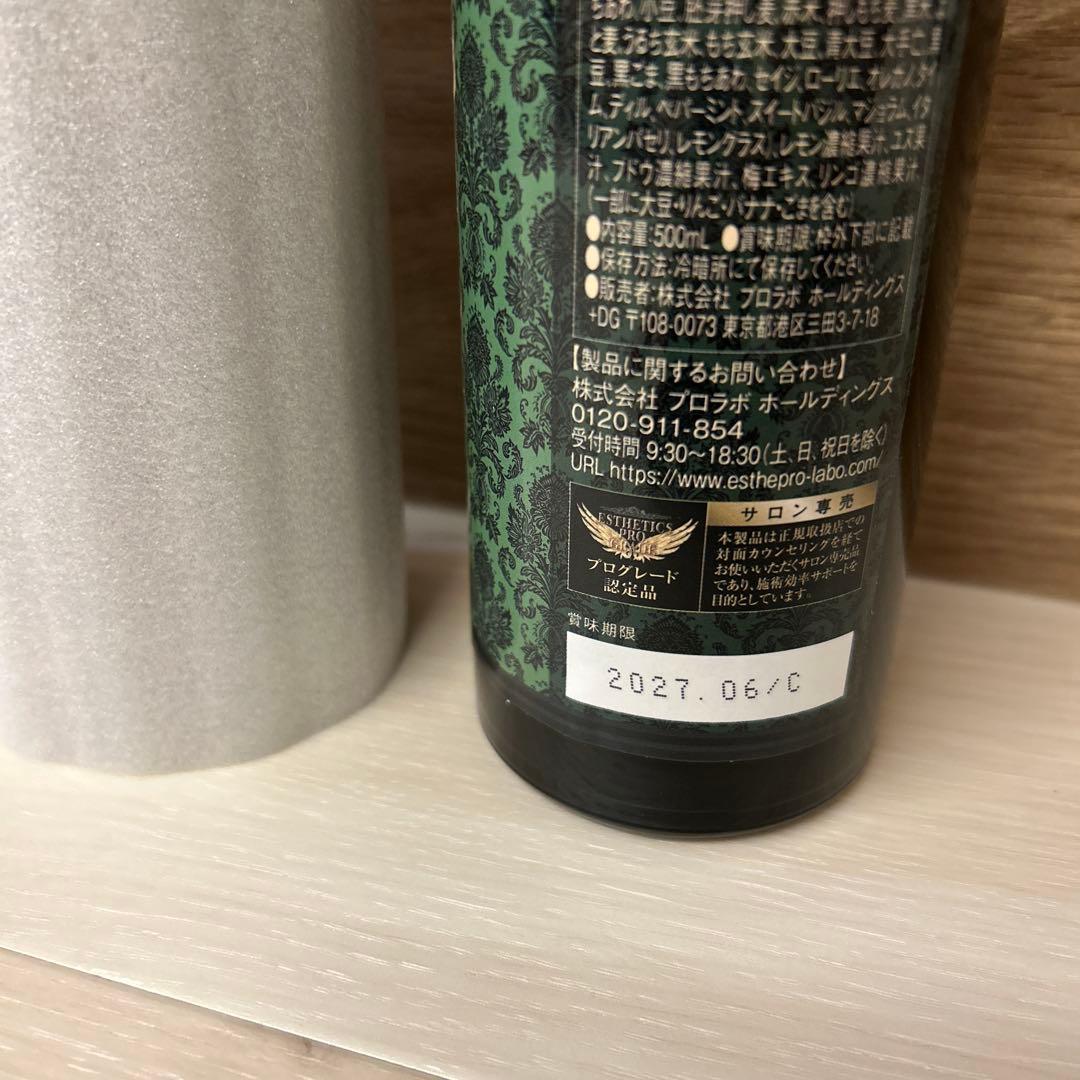 ちあわ、小豆、胚芽押し麦、赤米、
と麦、うるち玄米、もち玄米、大豆、青大豆、
豆、黒ごま、黒もちあわ、セイジ、ローリエ、オレガノ、タイ
ム、ディル、ペパーミント、スイートバジル、マジョラム、イタ
リアンパセリ、レモングラス)、レモン濃縮果汁、ユズ果
汁、ブドウ濃縮果汁、梅エキス、リンゴ濃縮果汁
(一部に大豆・りんご・バナナ・ごまを含む)
●内容量:500mL ●賞味期限:枠外下部に記載
●保存方法:冷暗所にて保存してください。
●販売者:株式会社 プロラボ ホールディングス
+DG 〒108-0073 東京都港区三田3-7-18
【製品に関するお問い合わせ】
株式会社 プロラボ ホールディングス
0120-911-854
受付時間 9:30〜18:30(土、日、祝日を除く)
URL https://www.esthepro-labo.com/
ESTHETICS
PRO
GRADE
プログレード
認定品
サロン専売
本製品は正規取扱店での
対面カウンセリングを経て
お使いいただくサロン専売品
であり、施術効率サポートを
目的としています。
賞味期限
2027.06/C